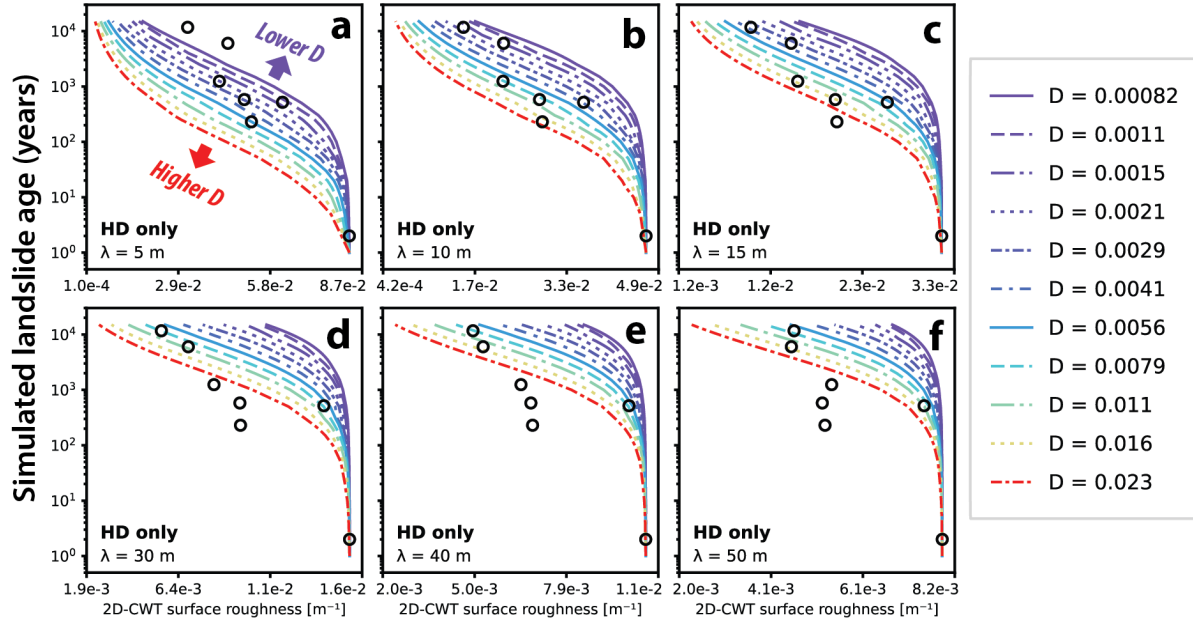 Simulated landslide age (years)
10⁴
10³
10²
10¹
10⁰
a
Lower D
Higher D
HD only
λ = 5 m
1.0e-4
2.9e-2
5.8e-2
8.7e-2
b
HD only
λ = 10 m
4.2e-4
1.7e-2
3.3e-2
4.9e-2
c
HD only
λ = 15 m
1.2e-3
1.2e-2
2.3e-2
3.3e-2
10⁴
10³
10²
10¹
10⁰
d
HD only
λ = 30 m
1.9e-3
6.4e-3
1.1e-2
1.6e-2
2D-CWT surface roughness [m⁻¹]
e
HD only
λ = 40 m
2.0e-3
5.0e-3
7.9e-3
1.1e-2
2D-CWT surface roughness [m⁻¹]
f
HD only
λ = 50 m
2.0e-3
4.1e-3
6.1e-3
8.2e-3
2D-CWT surface roughness [m⁻¹]
D = 0.00082
D = 0.0011
D = 0.0015
D = 0.0021
D = 0.0029
D = 0.0041
D = 0.0056
D = 0.0079
D = 0.011
D = 0.016
D = 0.023